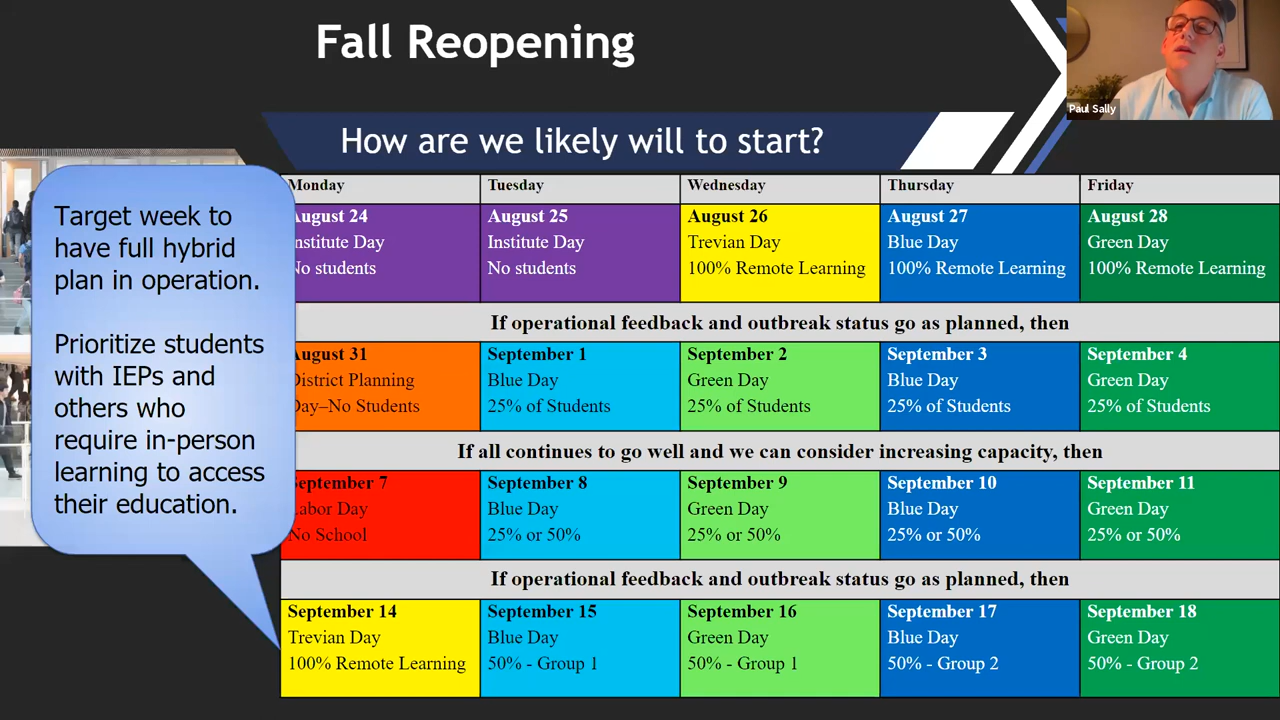 Fall Reopening
Paul Sally
How are we likely will to start?
Target week to
have full hybrid
plan in operation.
Prioritize students
with IEPs and
others who
require in-person
learning to access
their education.
Monday Tuesday Wednesday Thursday Friday
August 24 August 25 August 26 August 27 August 28
Institute Day Institute Day Trevian Day Blue Day Green Day
No students No students 100% Remote Learning 100% Remote Learning 100% Remote Learning
If operational feedback and outbreak status go as planned, then
August 31 September 1 September 2 September 3 September 4
District Planning Blue Day Green Day Blue Day Green Day
Day–No Students 25% of Students 25% of Students 25% of Students 25% of Students
If all continues to go well and we can consider increasing capacity, then
September 7 September 8 September 9 September 10 September 11
Labor Day Blue Day Green Day Blue Day Green Day
No School 25% or 50% 25% or 50% 25% or 50% 25% or 50%
If operational feedback and outbreak status go as planned, then
September 14 September 15 September 16 September 17 September 18
Trevian Day Blue Day Green Day Blue Day Green Day
100% Remote Learning 50% - Group 1 50% - Group 1 50% - Group 2 50% - Group 2